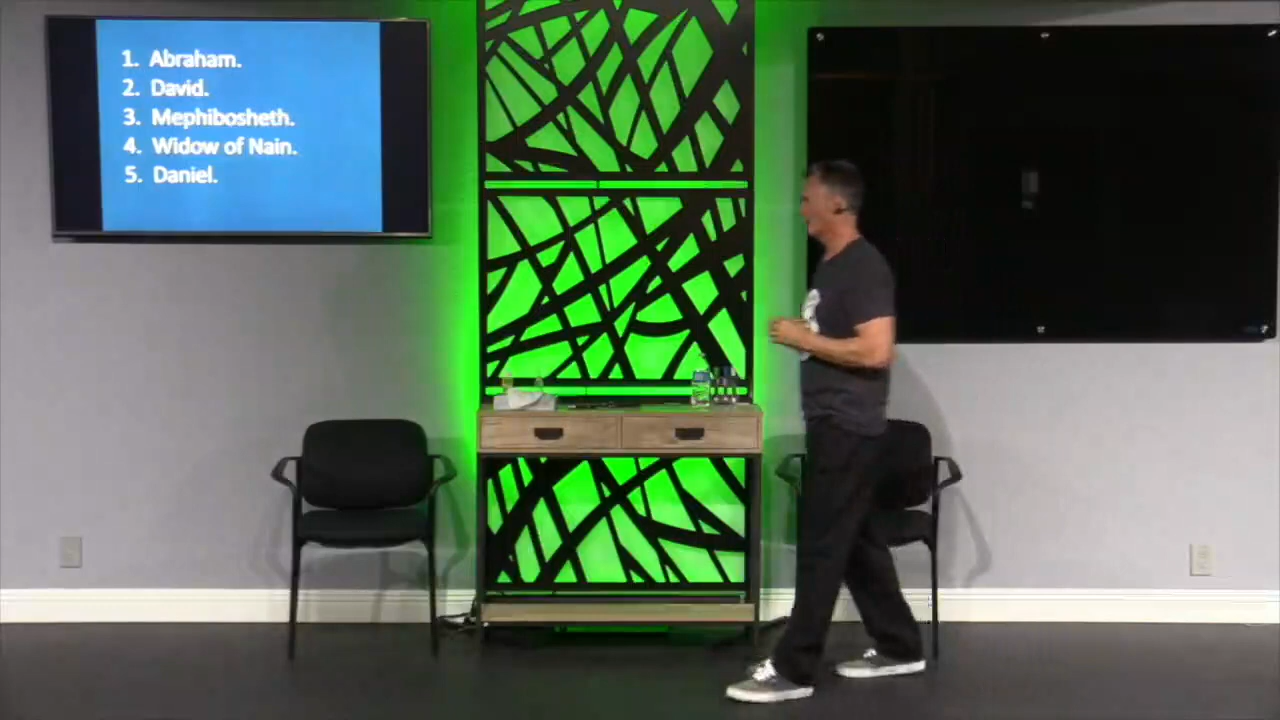 1. Abraham.
2. David.
3. Mephibosheth.
4. Widow of Nain.
5. Daniel.